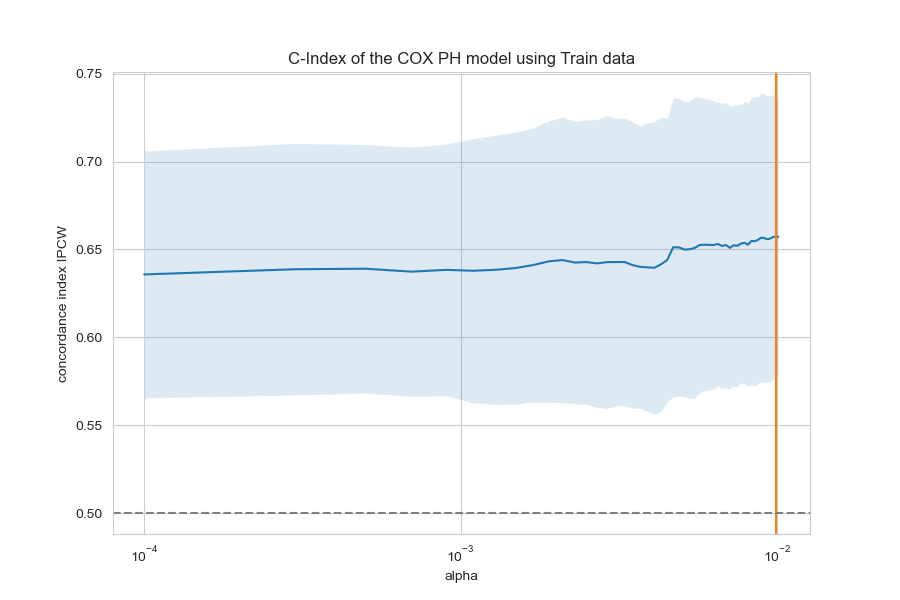 C-Index of the COX PH model using Train data
concordance index IPCW
0.75
0.70
0.65
0.60
0.55
0.50
10⁻⁴ 10⁻³ 10⁻²
alpha